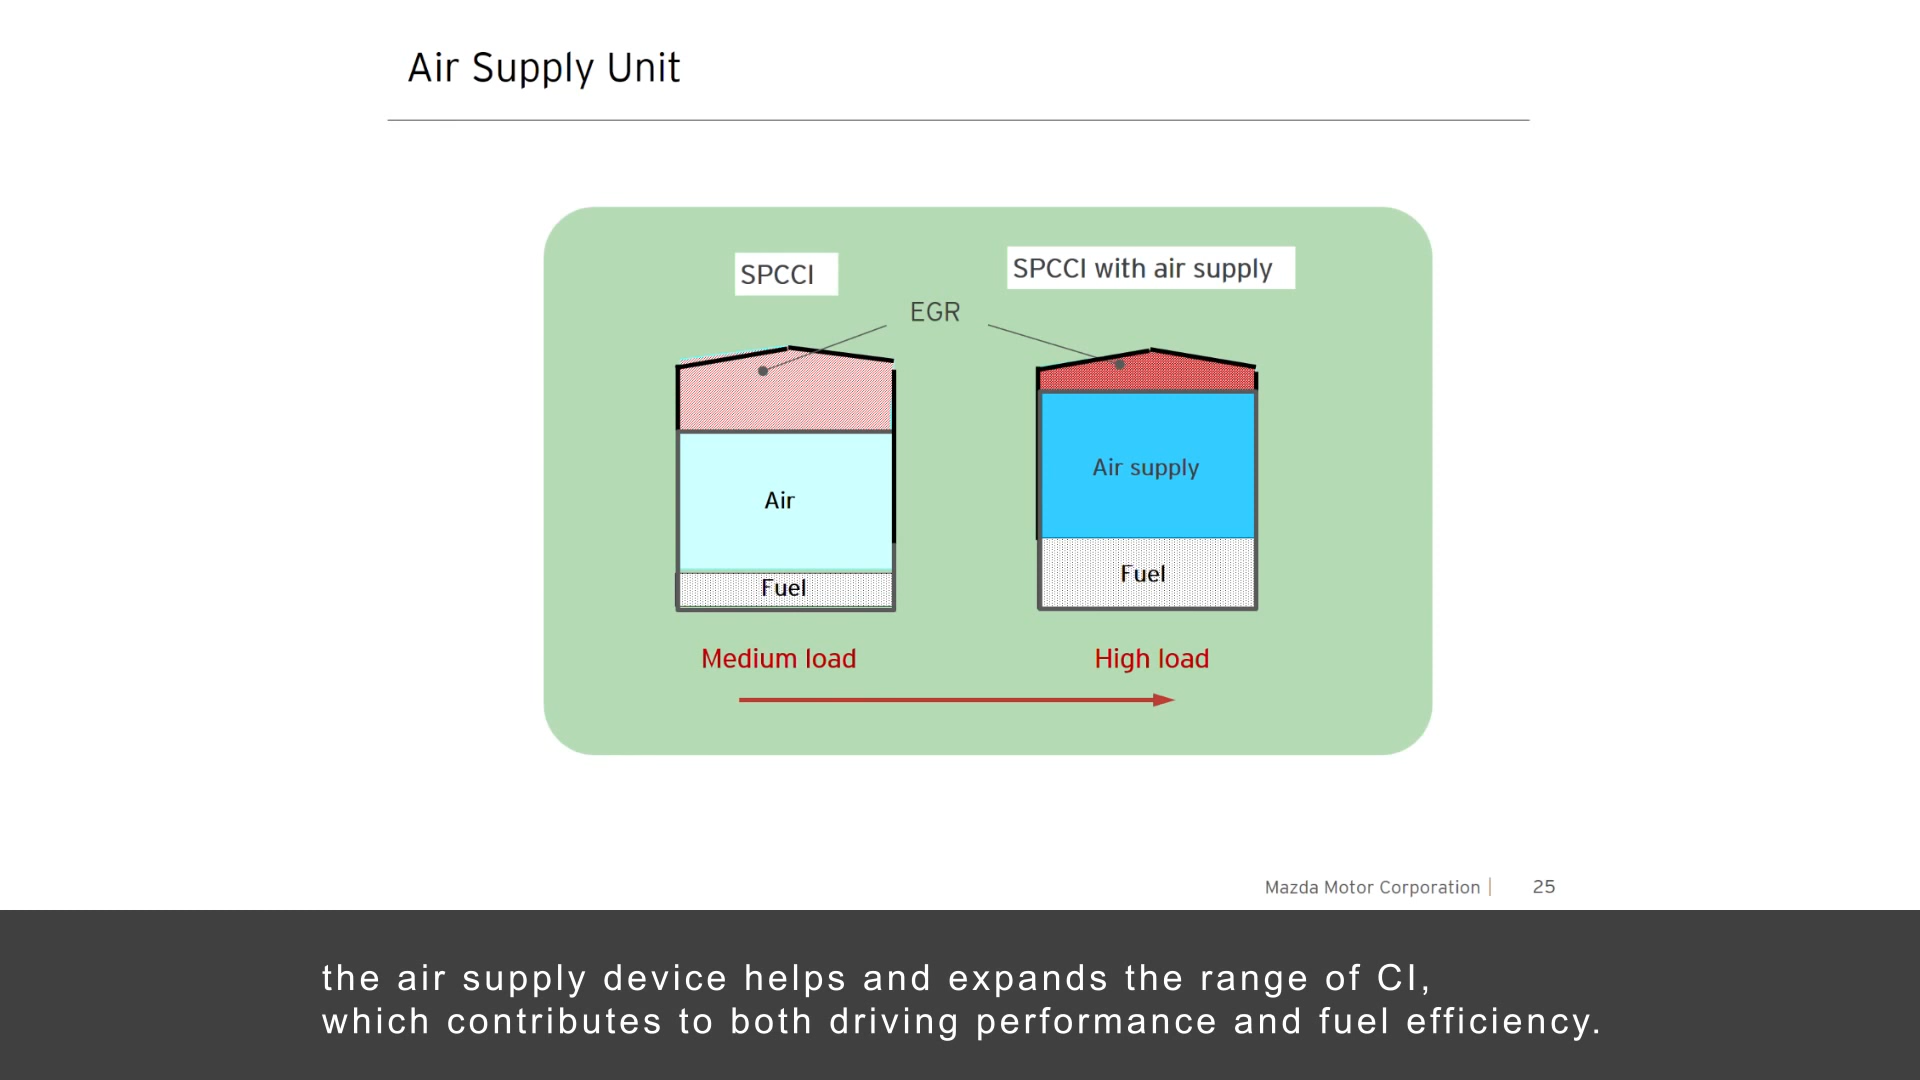 Air Supply Unit
SPCCI
SPCCI with air supply
EGR
Air
Fuel
Air supply
Fuel
Medium load
High load
Mazda Motor Corporation | 25
the air supply device helps and expands the range of CI,
which contributes to both driving performance and fuel efficiency.